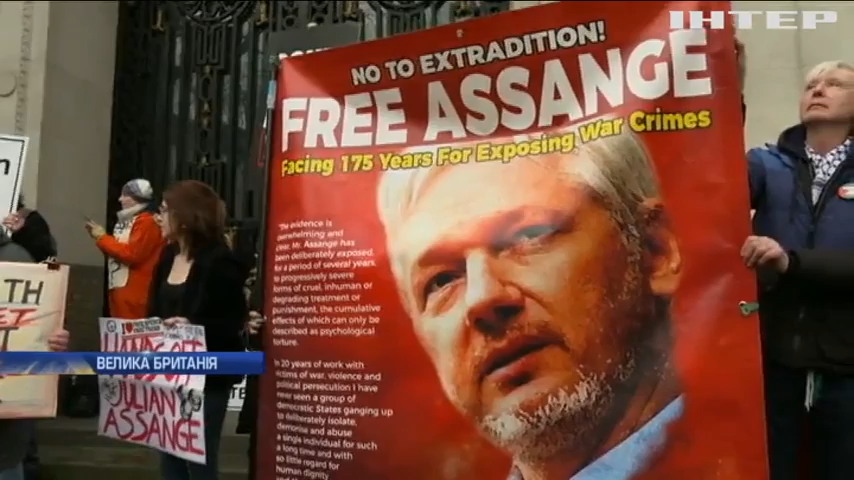 ІНТЕР
NO TO EXTRADITION!
FREE ASSANGE
Facing 175 Years For Exposing War Crimes
"The evidence is
overwhelming and
clear. Mr. Assange has
been deliberately exposed,
for a period of several years,
to progressively severe
forms of cruel, inhuman or
degrading treatment or
punishment, the cumulative
effects of which can only be
described as psychological
torture.
In 20 years of work with
victims of war, violence and
political persecution I have
never seen a group of
democratic States ganging up
to deliberately isolate,
demonise and abuse
a single individual for such
a long time and with
so little regard for
human dignity
ВЕЛИКА БРИТАНІЯ
HANDS OFF
JULIAN
ASSANGE